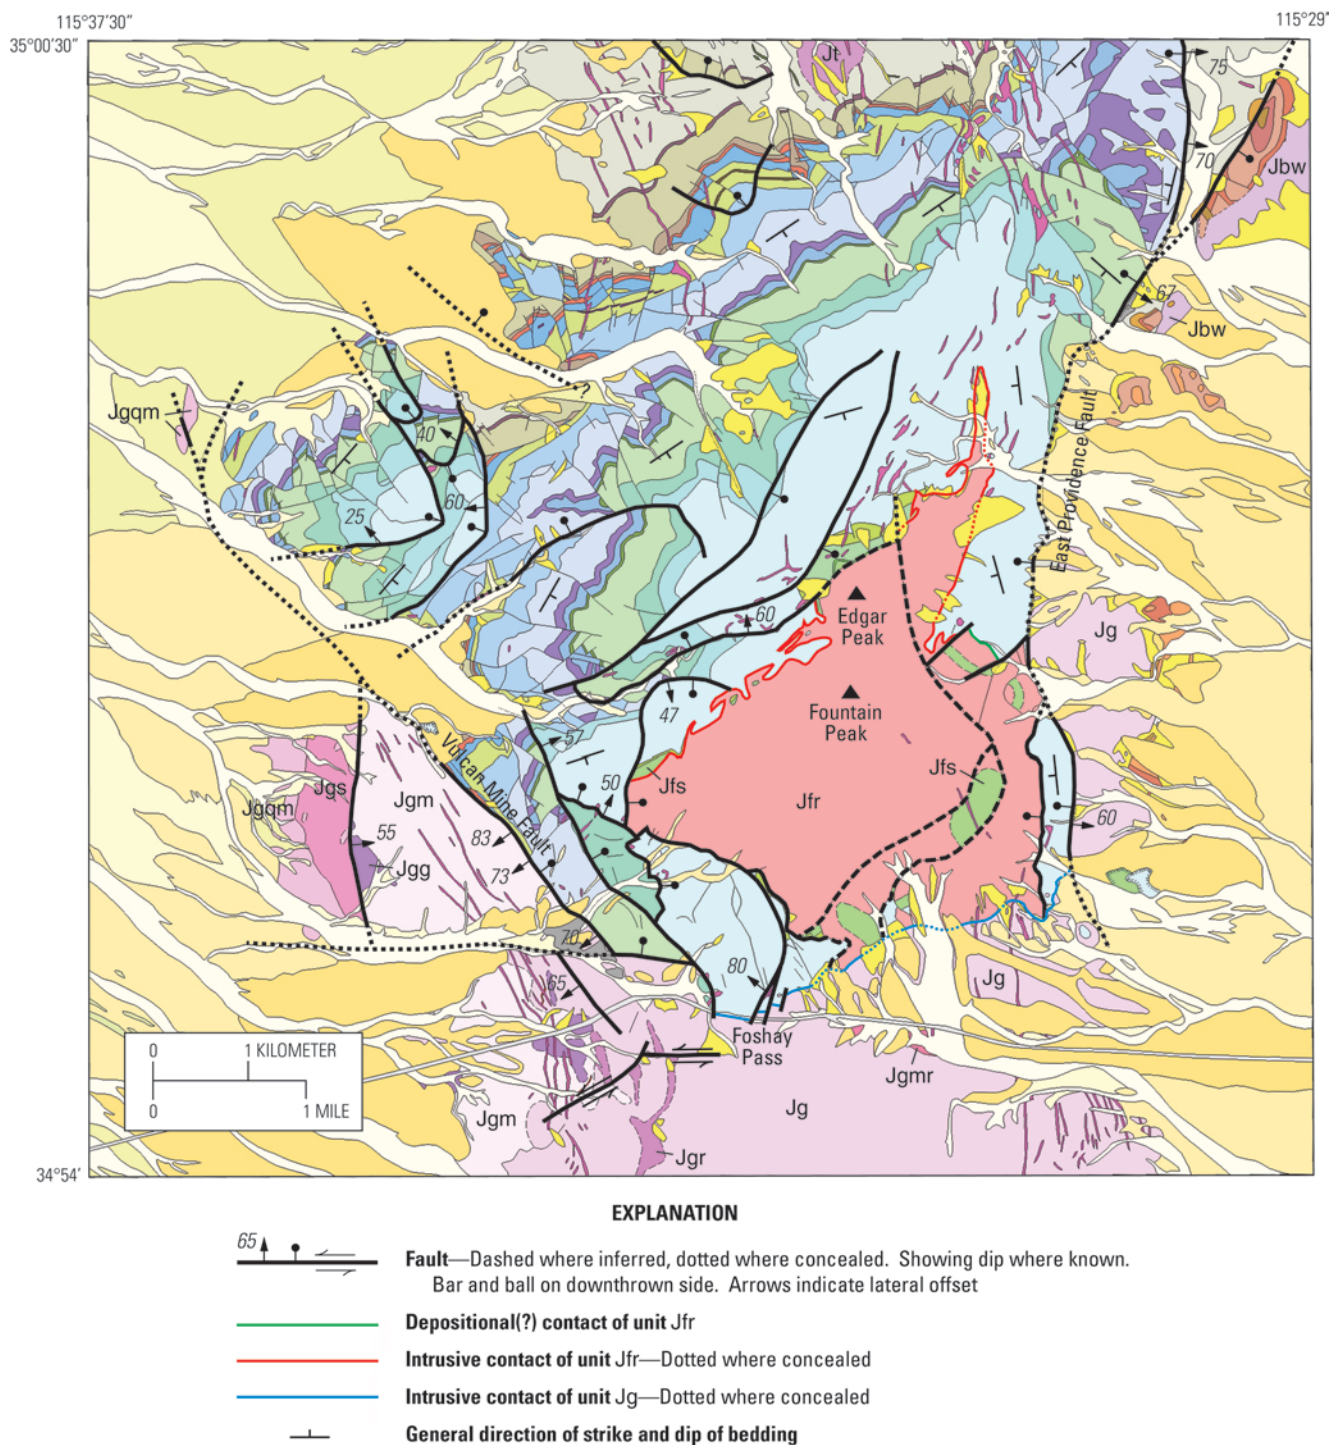 115°37'30"
115°29'
35°00'30"
Jt
75
70
Jbw
67
Jbw
Jgqm
40
60
25
East Providence Fault
60
Edgar
Peak
Jg
47
Fountain
Peak
57
Vulcan Mine Fault
50
Jfs
Jfs
Jgs
Jgqm
Jgm
Jfr
55
83
60
Jgg
73
70
80
65
Jg
0 1 KILOMETER
0 1 MILE
Foshay
Pass
Jgmr
Jgm
Jg
Jgr
34°54'
EXPLANATION
65
Fault—Dashed where inferred, dotted where concealed. Showing dip where known.
Bar and ball on downthrown side. Arrows indicate lateral offset
Depositional(?) contact of unit Jfr
Intrusive contact of unit Jfr—Dotted where concealed
Intrusive contact of unit Jg—Dotted where concealed
General direction of strike and dip of bedding
?